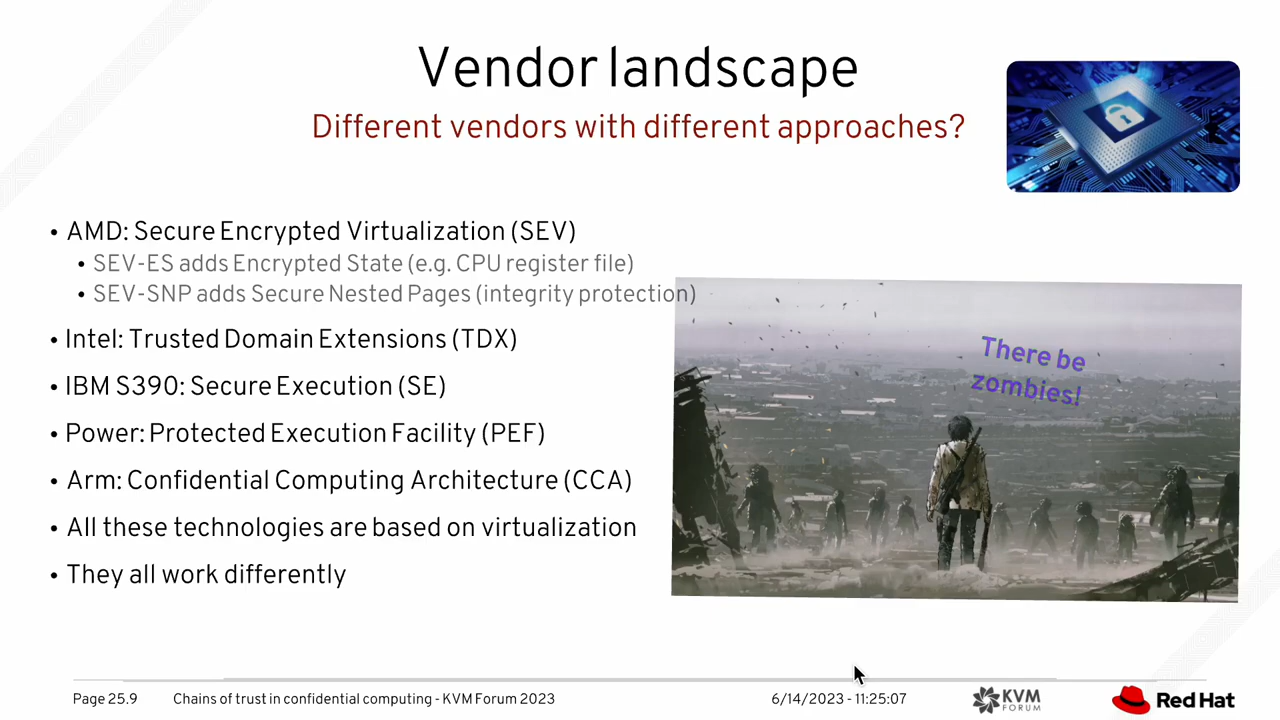 Vendor landscape
Different vendors with different approaches?
• AMD: Secure Encrypted Virtualization (SEV)
• SEV-ES adds Encrypted State (e.g. CPU register file)
• SEV-SNP adds Secure Nested Pages (integrity protection)
• Intel: Trusted Domain Extensions (TDX)
• IBM S390: Secure Execution (SE)
• Power: Protected Execution Facility (PEF)
• Arm: Confidential Computing Architecture (CCA)
• All these technologies are based on virtualization
• They all work differently
There be
zombies!
Page 25.9 Chains of trust in confidential computing - KVM Forum 2023 6/14/2023 - 11:25:07
KVM
FORUM
Red Hat